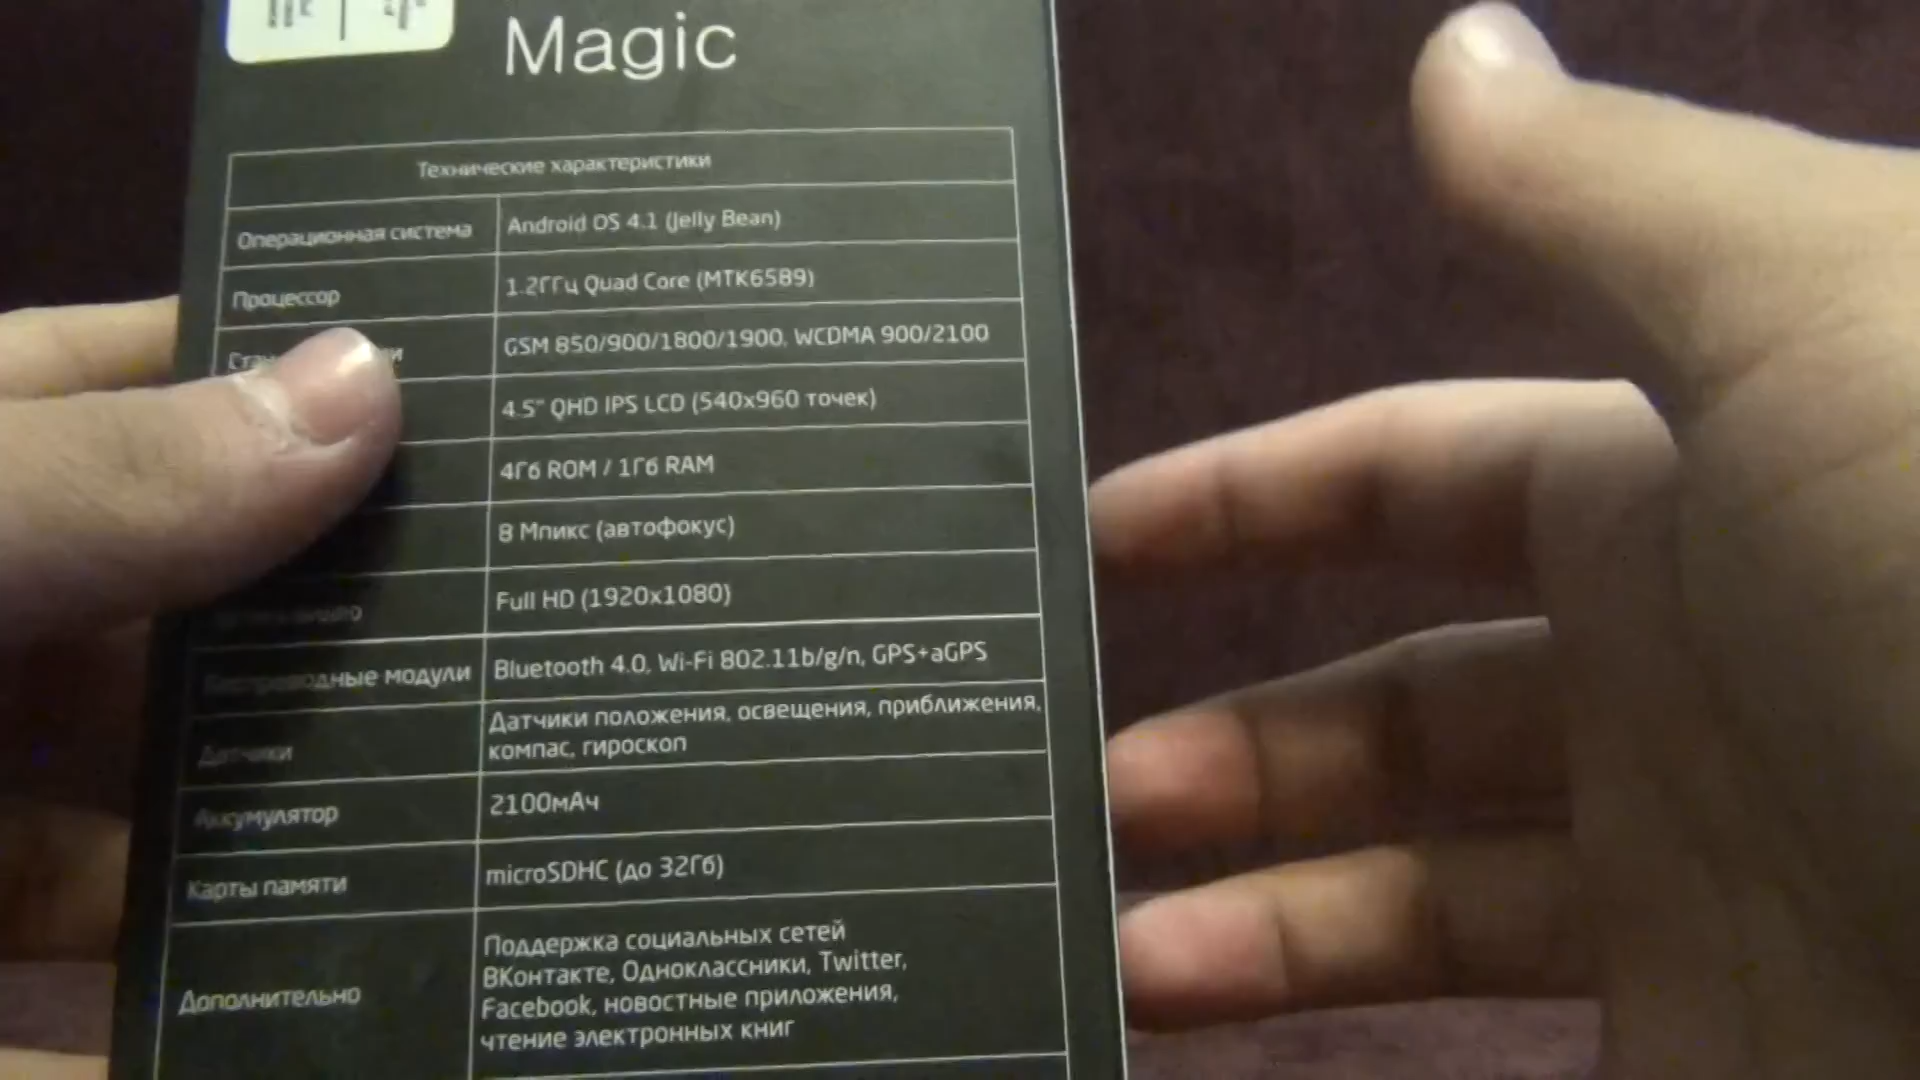 Magic
Технические характеристики
Операционная система
Android OS 4.1 (Jelly Bean)
Процессор
1.2ГГц Quad Core (MTK6589)
GSM 850/900/1800/1900, WCDMA 900/2100
4.5" QHD IPS LCD (540x960 точек)
4Гб ROM / 1Гб RAM
8 Мпикс (автофокус)
Full HD (1920x1080)
Беспроводные модули
Bluetooth 4.0, Wi-Fi 802.11b/g/n, GPS+aGPS
Датчики
Датчики положения, освещения, приближения,
компас, гироскоп
Аккумулятор
2100мАч
Карты памяти
microSDHC (до 32Гб)
Дополнительно
Поддержка социальных сетей
ВКонтакте, Одноклассники, Twitter,
Facebook, новостные приложения,
чтение электронных книг